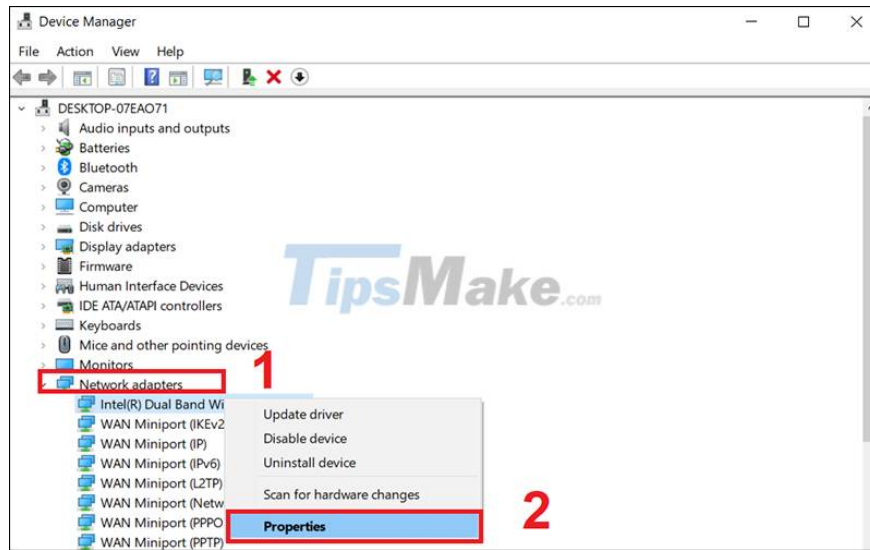 Device Manager
File Action View Help
DESKTOP-07EAO71
Audio inputs and outputs
Batteries
Bluetooth
Cameras
Computer
Disk drives
Display adapters
Firmware
Human Interface Devices
IDE ATA/ATAPI controllers
Keyboards
Mice and other pointing devices
Monitors
Network adapters
1
Intel(R) Dual Band Wi
WAN Miniport (IKEv2
WAN Miniport (IP)
WAN Miniport (IPv6)
WAN Miniport (L2TP)
WAN Miniport (Netw
WAN Miniport (PPPO
WAN Miniport (PPTP)
Update driver
Disable device
Uninstall device
Scan for hardware changes
Properties
2
TipsMake.com